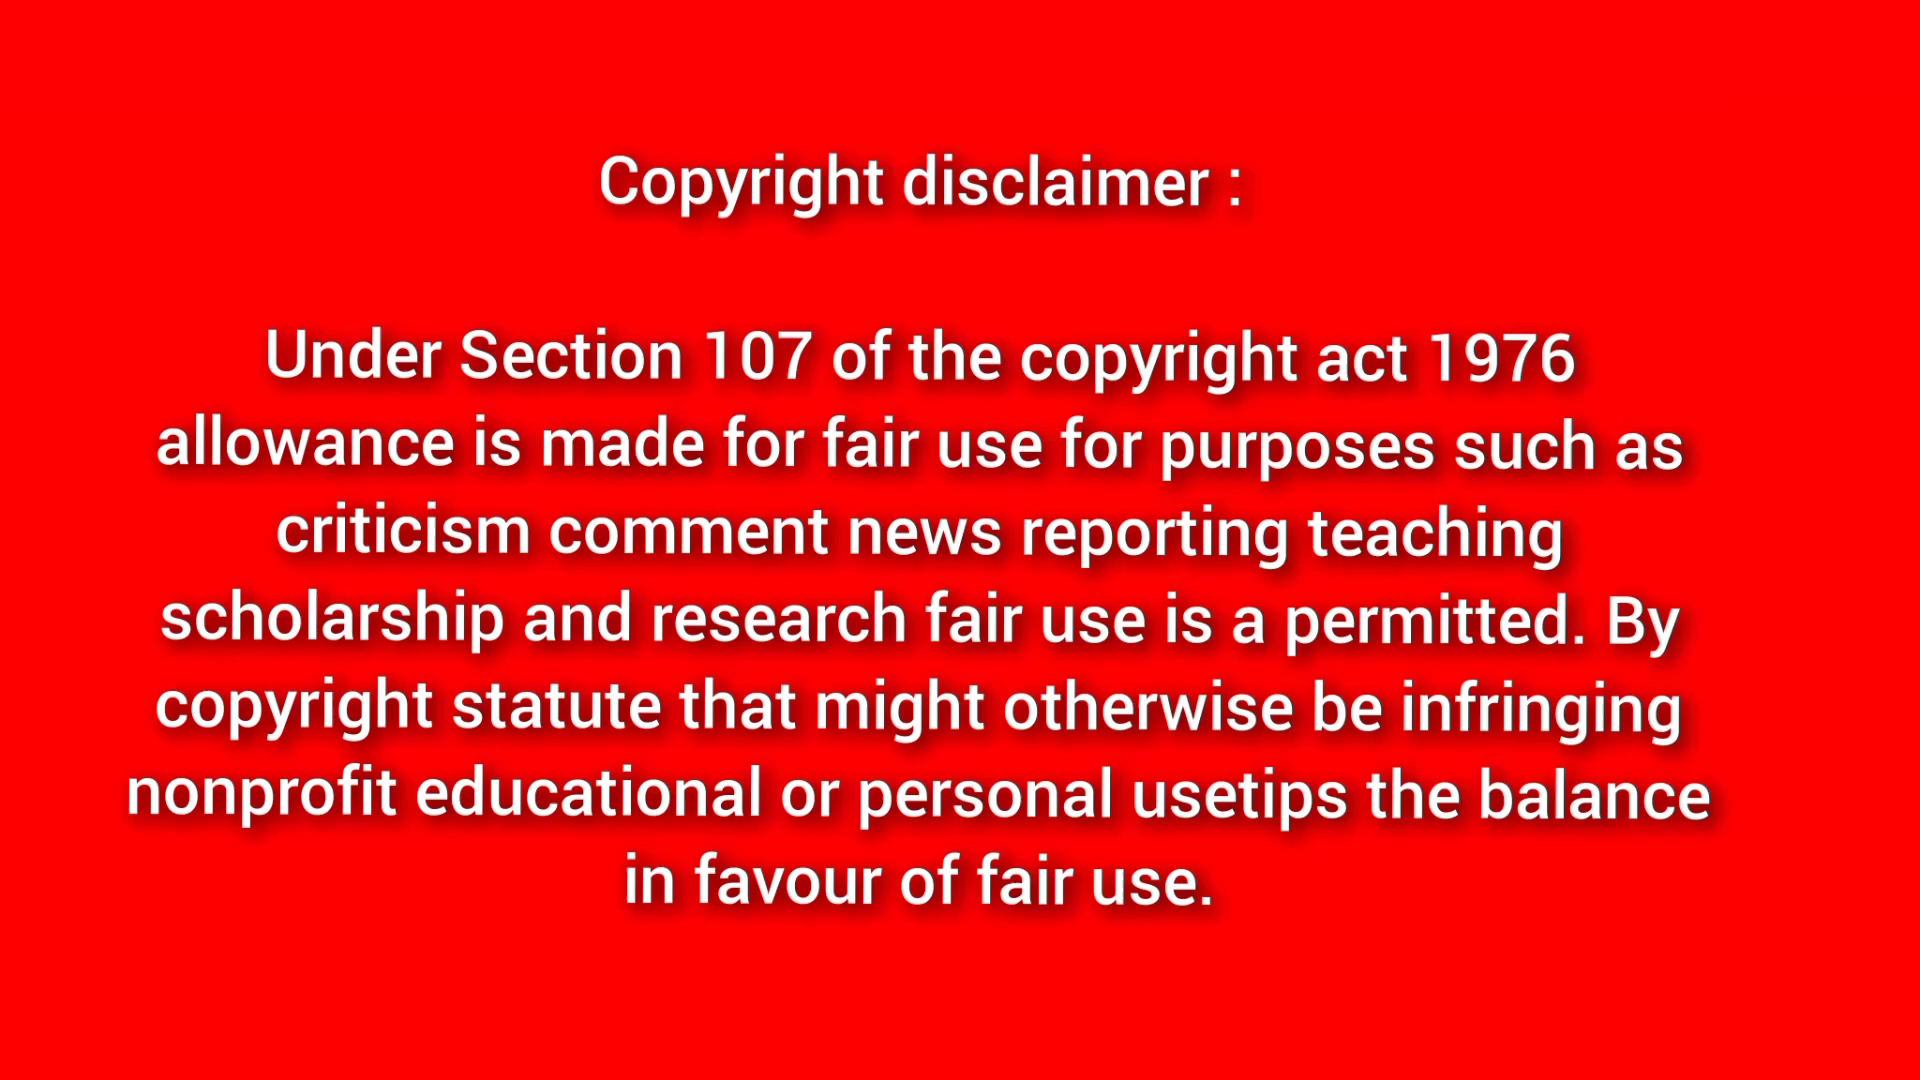 Copyright disclaimer :
Under Section 107 of the copyright act 1976
allowance is made for fair use for purposes such as
criticism comment news reporting teaching
scholarship and research fair use is a permitted. By
copyright statute that might otherwise be infringing
nonprofit educational or personal usetips the balance
in favour of fair use.